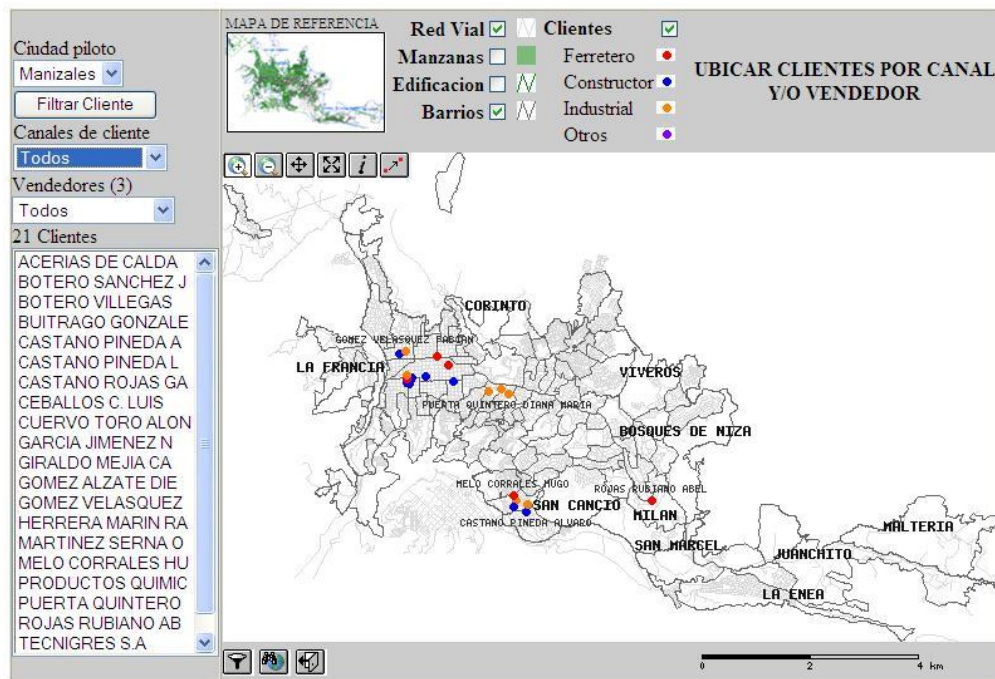 Ciudad piloto
Manizales
Filtrar Cliente
Canales de cliente
Todos
Vendedores (3)
Todos
21 Clientes
ACERIAS DE CALDA
BOTERO SANCHEZ J
BOTERO VILLEGAS
BUITRAGO GONZALE
CASTANO PINEDA A
CASTANO PINEDA L
CASTANO ROJAS GA
CEBALLOS C. LUIS
CUERVO TORO ALON
GARCIA JIMENEZ N
GIRALDO MEJIA CA
GOMEZ ALZATE DIE
GOMEZ VELASQUEZ
HERRERA MARIN RA
MARTINEZ SERNA O
MELO CORRALES HU
PRODUCTOS QUIMIC
PUERTA QUINTERO
ROJAS RUBIANO AB
TECNIGRES S.A
MAPA DE REFERENCIA
Red Vial
Manzanas
Edificacion
Barrios
Clientes
Ferretero
Constructor
Industrial
Otros
UBICAR CLIENTES POR CANAL
Y/O VENDEDOR
i
CORINTO
GOMEZ VELASQUEZ FABIAN
LA FRANCIA
VIVEROS
PUERTA QUINTERO DIANA MARIA
BOSQUES DE NIZA
MELO CORRALES HUGO
ROJAS RUBIANO ABEL
SAN CANCIO
MILAN
CASTANO PINEDA ALVARO
MALTERIA
SAN MARCEL
JUANCHITO
LA ENEA
0 2 4 km